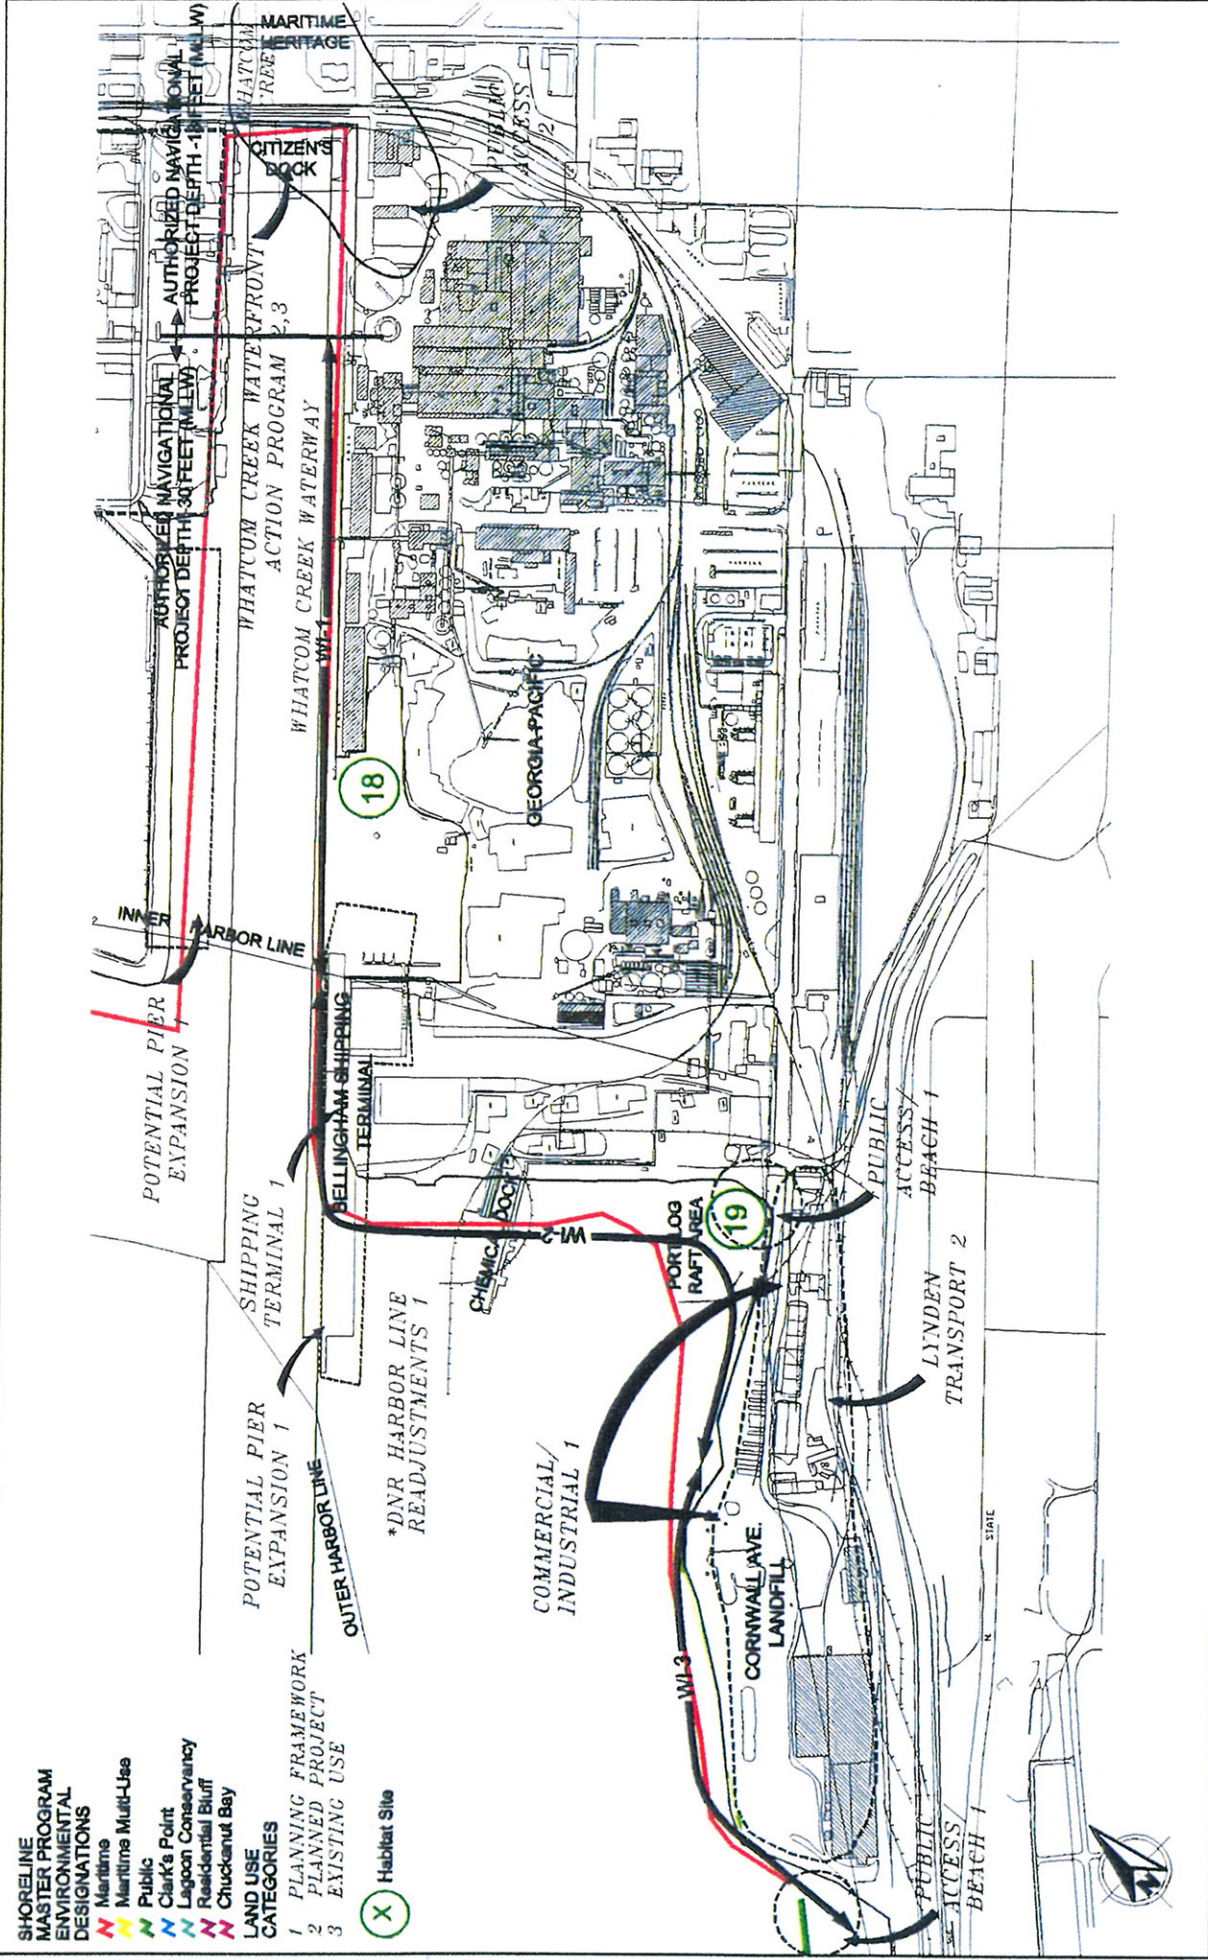 SHORELINE
MASTER PROGRAM
ENVIRONMENTAL
DESIGNATIONS
Maritime
Maritime Multi-Use
Public
Clark's Point
Lagoon Conservancy
Residential Bluff
Chuckanut Bay
LAND USE
CATEGORIES
1 PLANNING FRAMEWORK
2 PLANNED PROJECT
3 EXISTING USE
X Habitat Site
POTENTIAL PIER
EXPANSION 1
INNER HARBOR LINE
AUTHORIZED NAVIGATIONAL
PROJECT DEPTH -30 FEET (MLLW)
AUTHORIZED NAVIGATIONAL
PROJECT DEPTH -18 FEET (MLLW)
WHATCOM
CREEK
MARITIME
HERITAGE
CITIZEN'S
DOCK
WHATCOM CREEK WATERFRONT
ACTION PROGRAM 2,3
WHATCOM CREEK WATERWAY
WI-1
PUBLIC
ACCESS
2
18
GEORGIA-PACIFIC
SHIPPING
TERMINAL 1
BELLINGHAM SHIPPING
TERMINAL
POTENTIAL PIER
EXPANSION 1
OUTER HARBOR LINE
*DNR HARBOR LINE
READJUSTMENTS 1
CHEMICAL DOCK
WI-2
PORT LOG
RAFT AREA
19
PUBLIC
ACCESS/
BEACH 1
COMMERCIAL/
INDUSTRIAL 1
LYNDEN
TRANSPORT 2
WI-3
CORNWALL AVE.
LANDFILL
STATE
PUBLIC
ACCESS/
BEACH 1
N